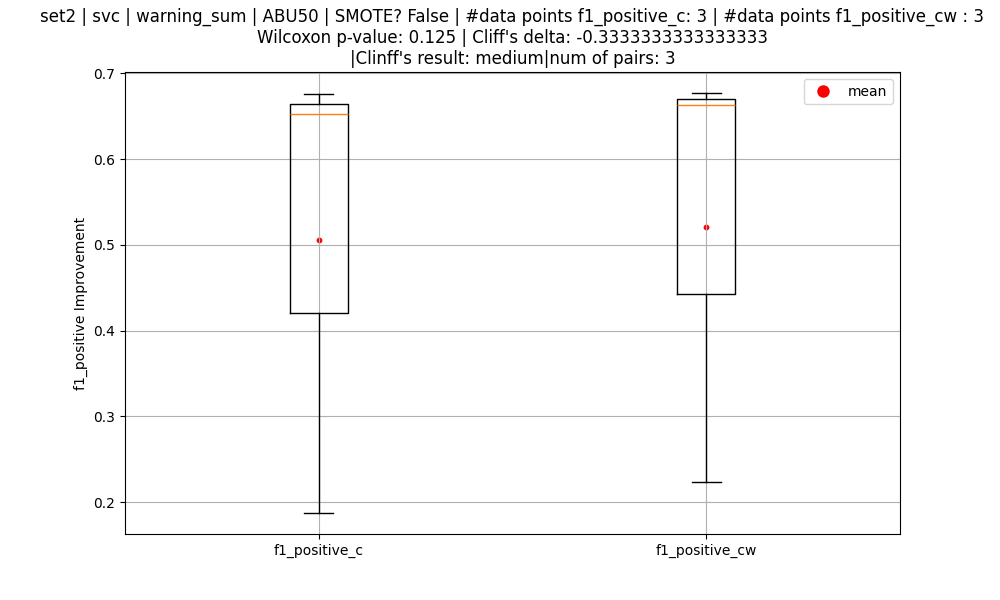 set2 | svc | warning_sum | ABU50 | SMOTE? False | #data points f1_positive_c: 3 | #data points f1_positive_cw : 3
Wilcoxon p-value: 0.125 | Cliff's delta: -0.3333333333333333
|Clinff's result: medium|num of pairs: 3
mean
f1_positive Improvement
0.7
0.6
0.5
0.4
0.3
0.2
f1_positive_c
f1_positive_cw